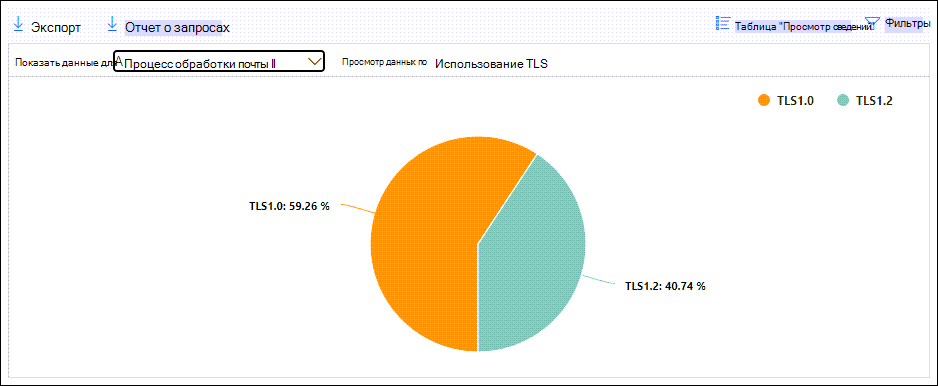 Экспорт Отчет о запросах Таблица "Просмотр сведений" Фильтры
Показать данные для Процесс обработки почты II Просмотр данных по Использование TLS
TLS1.0 TLS1.2
TLS1.0: 59.26 %
TLS1.2: 40.74 %